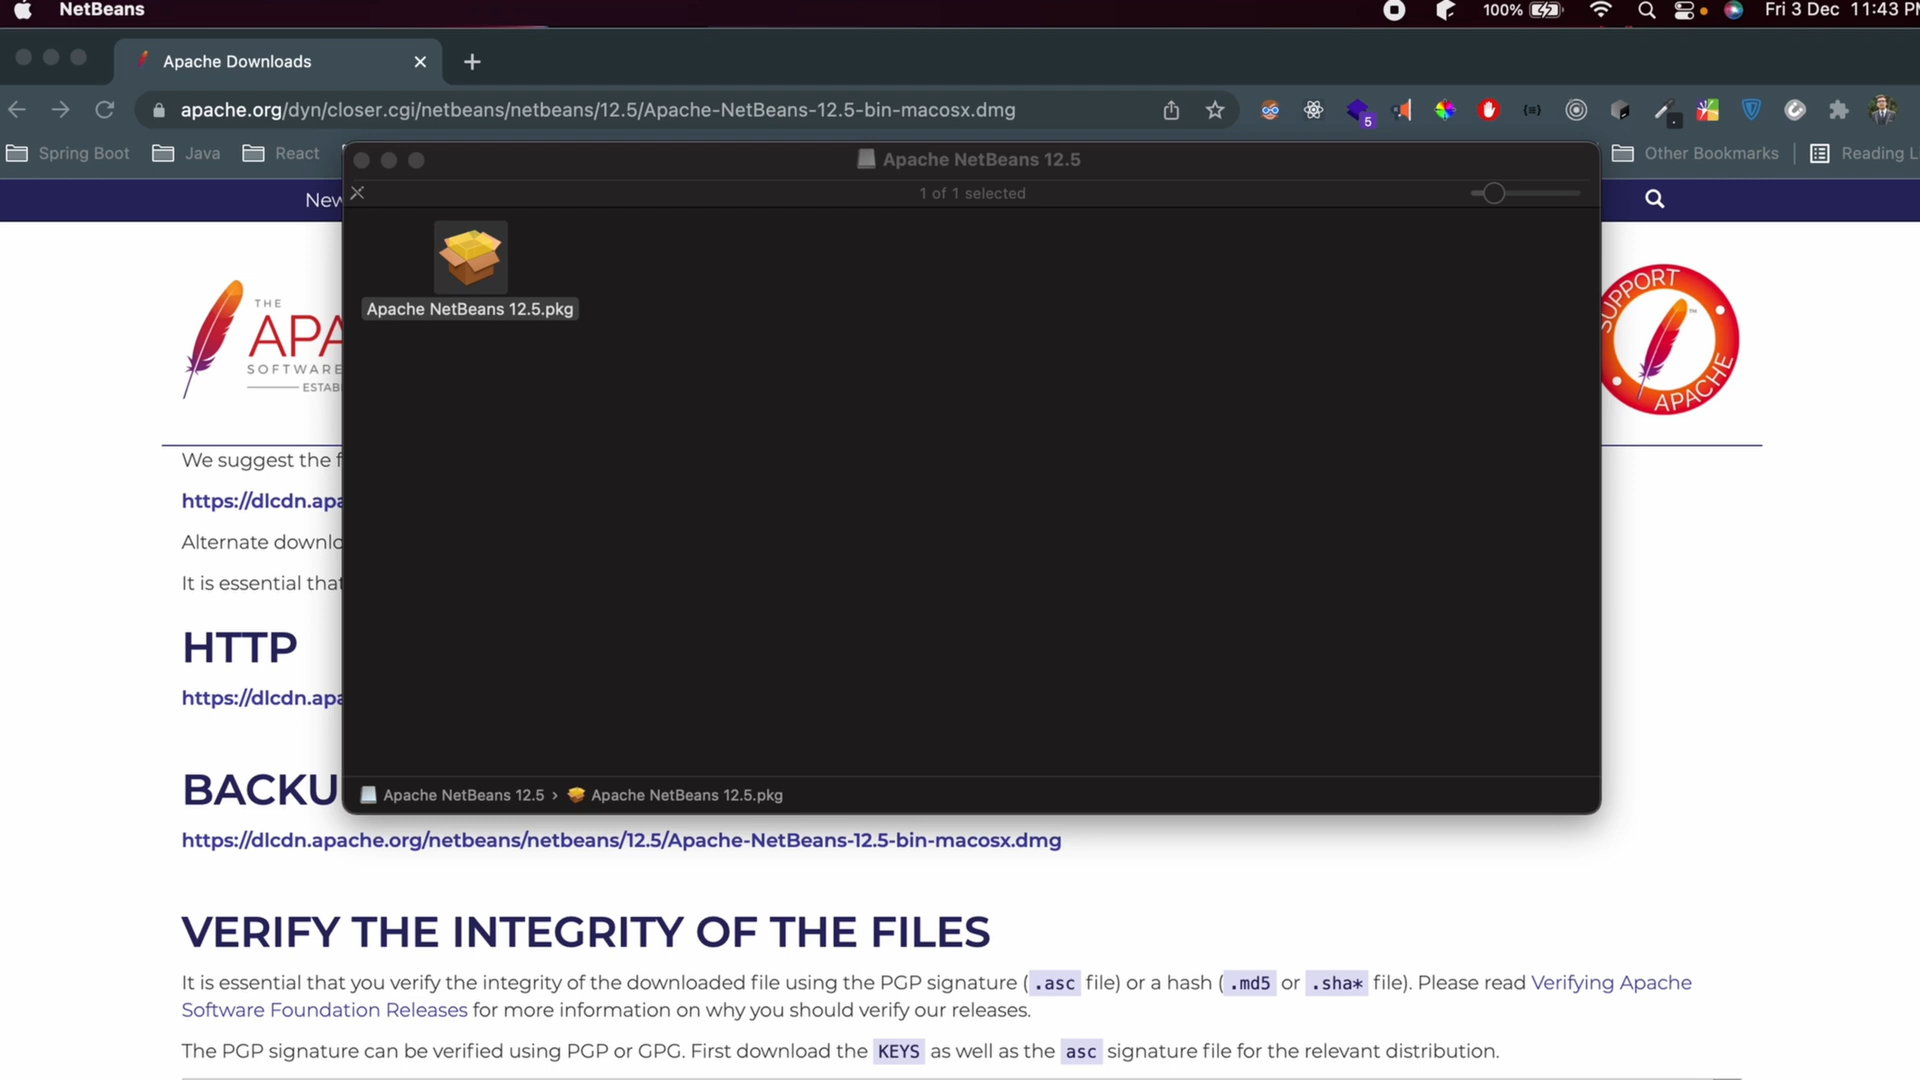 NetBeans
100%
Fri 3 Dec 11:43 PM
Apache Downloads
apache.org/dyn/closer.cgi/netbeans/netbeans/12.5/Apache-NetBeans-12.5-bin-macosx.dmg
5
Spring Boot
Java
React
Other Bookmarks
Reading L
Apache NetBeans 12.5
1 of 1 selected
New
Apache NetBeans 12.5.pkg
THE
APA
SOFTWARE
ESTAB
SUPPORT
APACHE
We suggest the f
https://dlcdn.apa
Alternate downlo
It is essential that
HTTP
https://dlcdn.apa
BACKU
Apache NetBeans 12.5 › Apache NetBeans 12.5.pkg
https://dlcdn.apache.org/netbeans/netbeans/12.5/Apache-NetBeans-12.5-bin-macosx.dmg
VERIFY THE INTEGRITY OF THE FILES
It is essential that you verify the integrity of the downloaded file using the PGP signature (.asc file) or a hash (.md5 or .sha* file). Please read Verifying Apache
Software Foundation Releases for more information on why you should verify our releases.
The PGP signature can be verified using PGP or GPG. First download the KEYS as well as the asc signature file for the relevant distribution.